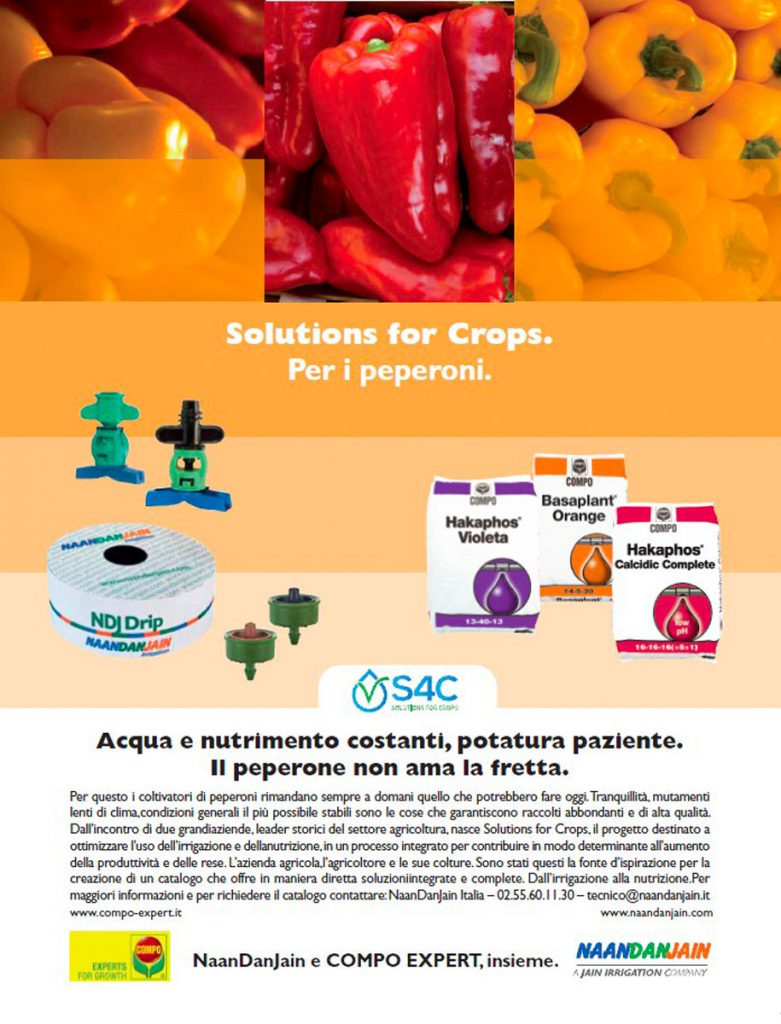 Solutions for Crops.
Per i peperoni.
NAANDANJAIN
www.naandanjain.com
NDJ Drip
NAANDANJAIN
Irrigation
COMPO
Hakaphos®
Violeta
13-40-13
COMPO
Basaplant®
Orange
14-5-30
COMPO
Hakaphos®
Calcidic Complete
low
pH
16-16-16(+5+1)
S4C
SOLUTIONS FOR CROPS
Acqua e nutrimento costanti, potatura paziente.
Il peperone non ama la fretta.
Per questo i coltivatori di peperoni rimandano sempre a domani quello che potrebbero fare oggi. Tranquillità, mutamenti
lenti di clima,condizioni generali il più possibile stabili sono le cose che garantiscono raccolti abbondanti e di alta qualità.
Dall'incontro di due grandiaziende, leader storici del settore agricoltura, nasce Solutions for Crops, il progetto destinato a
ottimizzare l'uso dell'irrigazione e dellanutrizione, in un processo integrato per contribuire in modo determinante all'aumento
della produttività e delle rese. L'azienda agricola,l'agricoltore e le sue colture. Sono stati questi la fonte d'ispirazione per la
creazione di un catalogo che offre in maniera diretta soluzioniintegrate e complete. Dall'irrigazione alla nutrizione.Per
maggiori informazioni e per richiedere il catalogo contattare: NaanDanJain Italia – 02.55.60.11.30 – tecnico@naandanjain.it
www.compo-expert.it
www.naandanjain.com
EXPERTS
FOR GROWTH
COMPO
EXPERT
NaanDanJain e COMPO EXPERT, insieme.
NAANDANJAIN
A JAIN IRRIGATION COMPANY